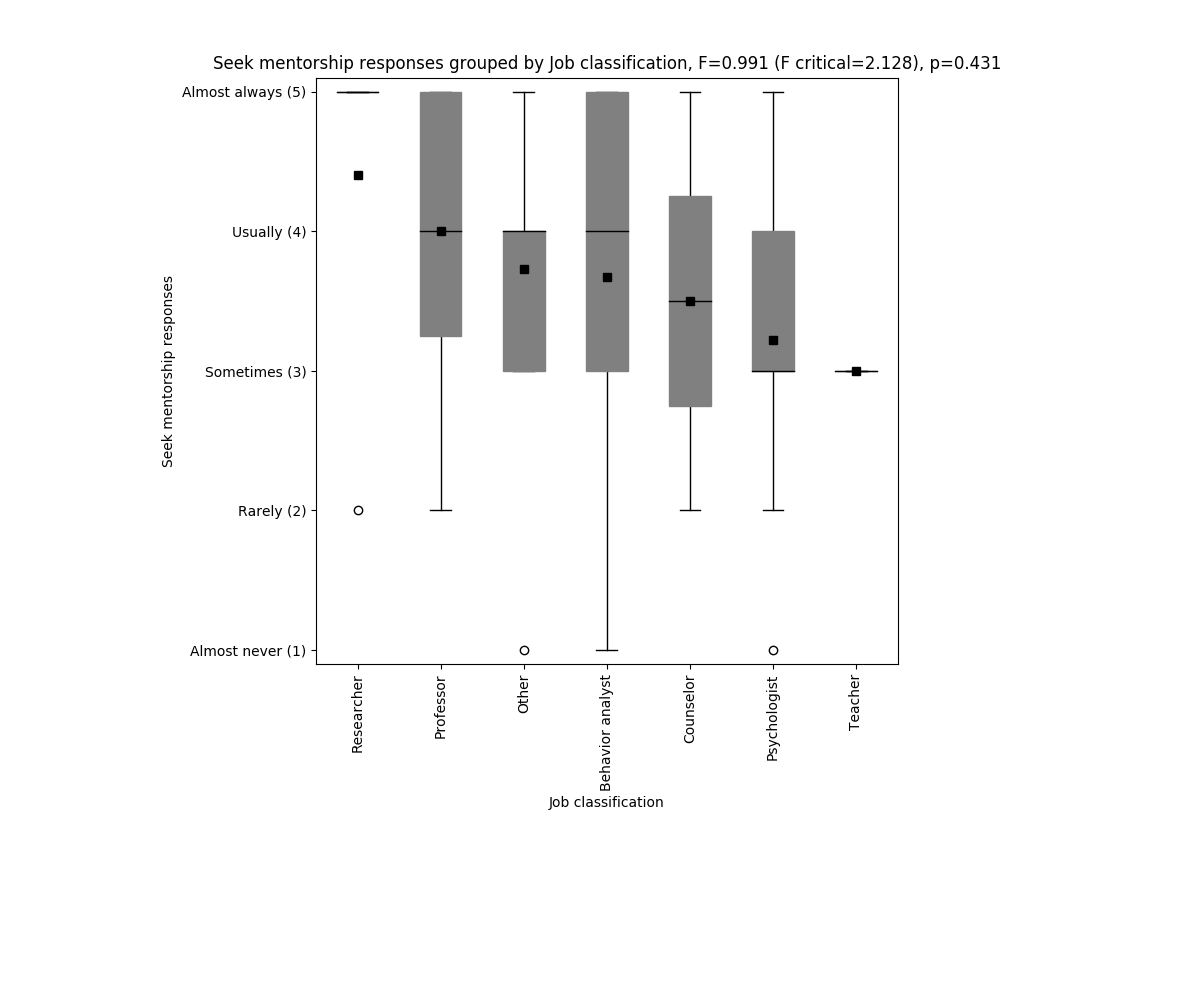 Seek mentorship responses grouped by Job classification, F=0.991 (F critical=2.128), p=0.431
Almost always (5)
Usually (4)
Sometimes (3)
Rarely (2)
Almost never (1)
Seek mentorship responses
Researcher
Professor
Other
Behavior analyst
Counselor
Psychologist
Teacher
Job classification